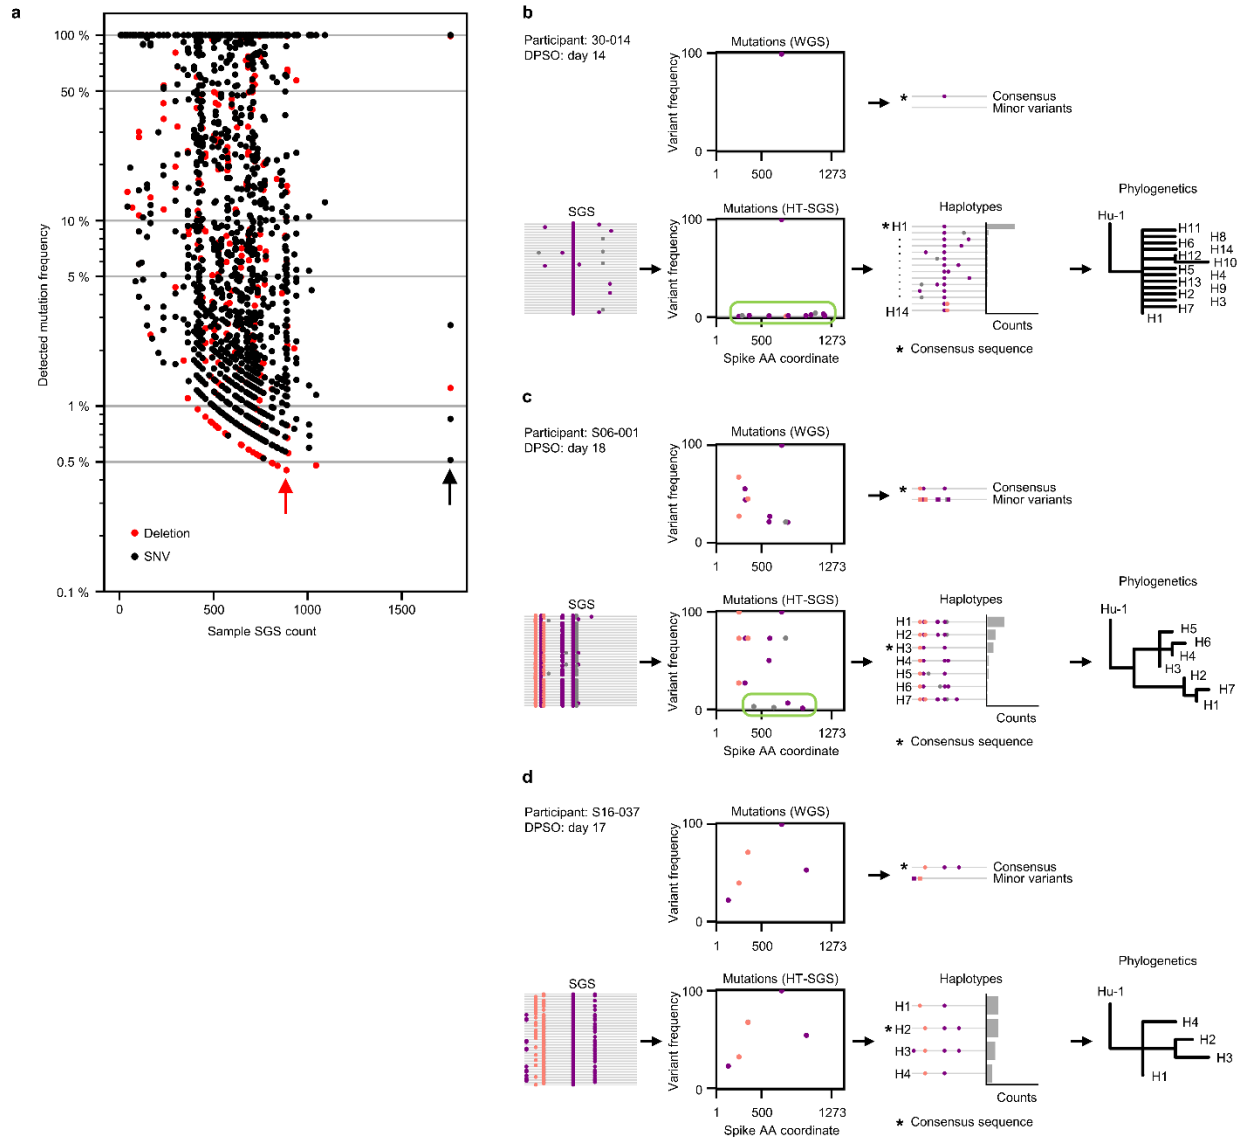 a
100 %
50 %
10 %
5 %
1 %
0.5 %
0.1 %
Detected mutation frequency
0
500
1000
1500
Sample SGS count
Deletion
SNV
b
Participant: 30-014
DPSO: day 14
Mutations (WGS)
Variant frequency
100
0
1
500
1273
*
Consensus
Minor variants
SGS
Mutations (HT-SGS)
Variant frequency
100
0
1
500
1273
Spike AA coordinate
Haplotypes
* H1
H14
Counts
* Consensus sequence
Phylogenetics
Hu-1
H11
H8
H6
H14
H12
H10
H5
H4
H13
H9
H2
H3
H7
H1
c
Participant: S06-001
DPSO: day 18
Mutations (WGS)
Variant frequency
100
0
1
500
1273
*
Consensus
Minor variants
SGS
Mutations (HT-SGS)
Variant frequency
100
0
1
500
1273
Spike AA coordinate
Haplotypes
H1
H2
* H3
H4
H5
H6
H7
Counts
* Consensus sequence
Phylogenetics
Hu-1
H5
H6
H4
H3
H2
H7
H1
d
Participant: S16-037
DPSO: day 17
Mutations (WGS)
Variant frequency
100
0
1
500
1273
*
Consensus
Minor variants
SGS
Mutations (HT-SGS)
Variant frequency
100
0
1
500
1273
Spike AA coordinate
Haplotypes
H1
* H2
H3
H4
Counts
* Consensus sequence
Phylogenetics
Hu-1
H4
H2
H3
H1